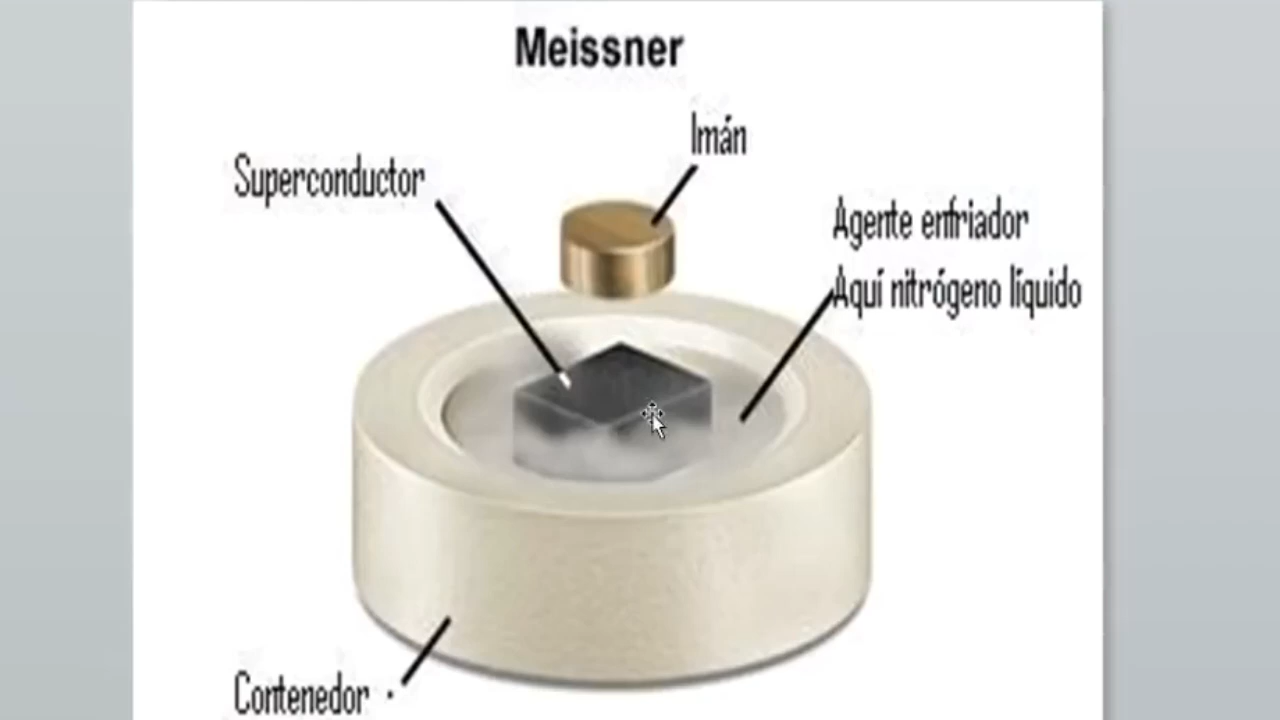 Meissner
Imán
Superconductor
Agente enfriador
Aquí nitrógeno líquido
Contenedor